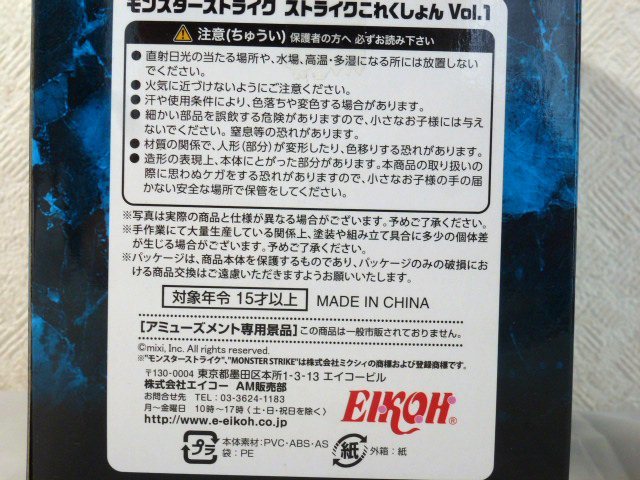 モンスターストライク ストライクこれくしょん Vol.1
注意(ちゅうい) 保護者の方へ 必ずお読み下さい
● 直射日光の当たる場所や、水場、高温・多湿になる所には放置しない
でください。
● 火気に近づけないようにご注意ください。
● 汗や使用条件により、色落ちや変色する場合があります。
● 細かい部品を誤飲する危険がありますので、小さなお子様には与え
ないでください。窒息等の恐れがあります。
● 材質の関係で、人形(部分)が変形したり、色移りする恐れがあります。
● 造形の表現上、本体にとがった部分があります。本商品の取り扱いの
際に思わぬケガをする恐れがありますので、小さなお子様の手の届
かない安全な場所で保管をしてください。
※写真は実際の商品と仕様が異なる場合がございます。予めご了承ください。
※手作業にて大量生産している関係上、塗装や組み立て具合に多少の個体差
が生じる場合がございます。予めご了承ください。
※パッケージは、商品本体を保護するものであり、パッケージのみの破損にお
ける商品交換はご遠慮いただきますようお願いいたします。
対象年令 15才以上 MADE IN CHINA
[アミューズメント専用景品] この商品は一般市販されておりません。
©mixi, Inc. All rights reserved.
※"モンスターストライク"、"MONSTER STRIKE"は株式会社ミクシィの商標および登録商標です。
〒130-0004 東京都墨田区本所1-3-13 エイコービル
株式会社エイコー AM販売部
お問合せ先 TEL：03-3624-1183
月～金曜日 10時～17時(土・日・祝日を除く)
http://www.e-eikoh.co.jp
EIKOH®
プラ
本体素材：PVC・ABS・AS
袋：PE
紙
外箱：紙